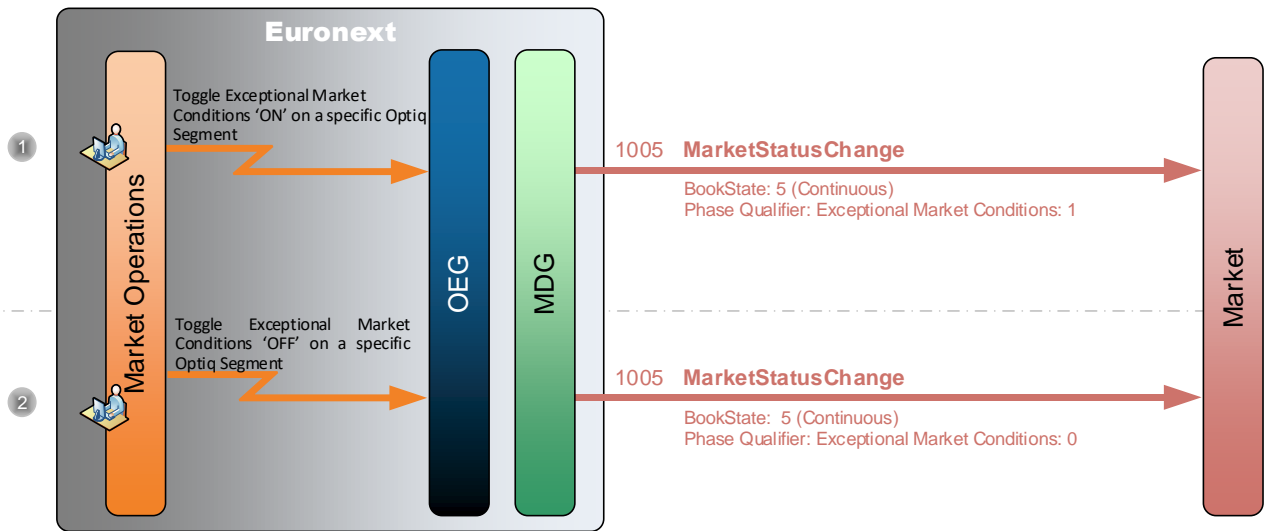 Euronext
Toggle Exceptional Market
Conditions ‘ON’ on a specific Optiq
Segment
1
1005 MarketStatusChange
BookState: 5 (Continuous)
Phase Qualifier: Exceptional Market Conditions: 1
Market Operations
OEG
MDG
Market
Toggle Exceptional Market
Conditions ‘OFF’ on a specific
Optiq Segment
2
1005 MarketStatusChange
BookState: 5 (Continuous)
Phase Qualifier: Exceptional Market Conditions: 0